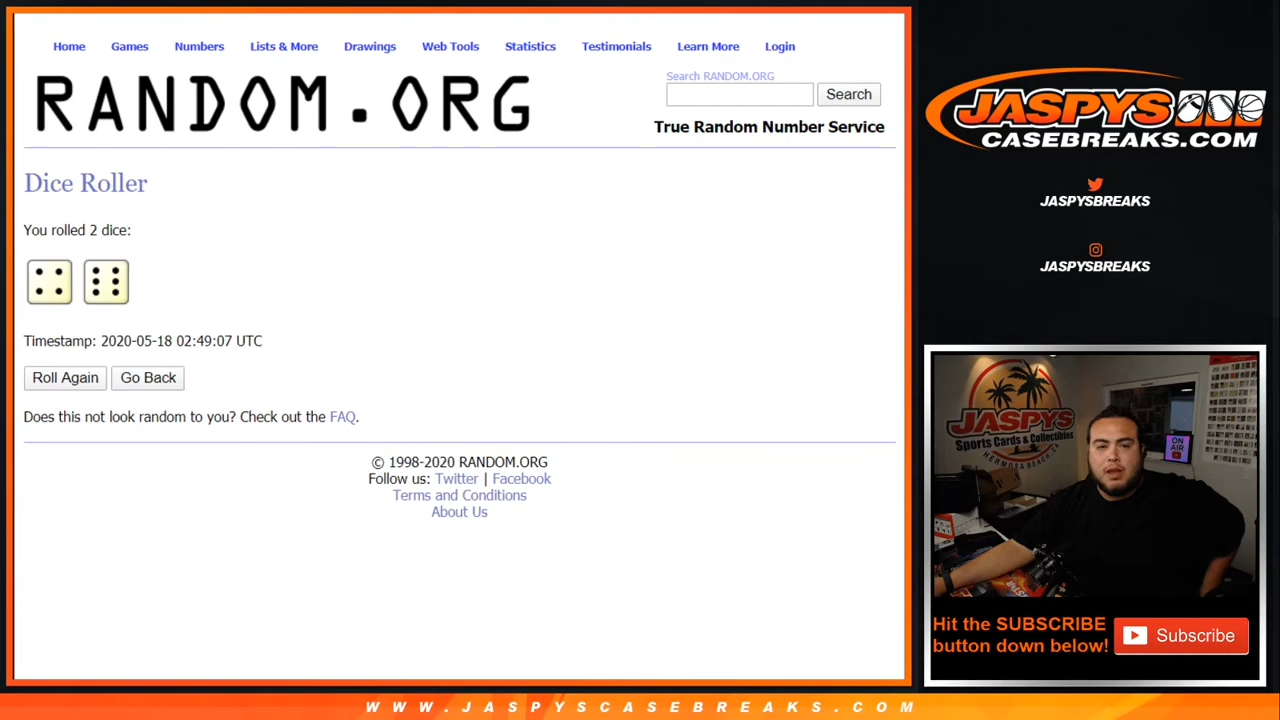 Home Games Numbers Lists & More Drawings Web Tools Statistics Testimonials Learn More Login
RANDOM.ORG
Search RANDOM.ORG
Search
True Random Number Service
Dice Roller
You rolled 2 dice:
Timestamp: 2020-05-18 02:49:07 UTC
Roll Again Go Back
Does this not look random to you? Check out the FAQ.
© 1998-2020 RANDOM.ORG
Follow us: Twitter | Facebook
Terms and Conditions
About Us
JASPYS
CASEBREAKS.COM
JASPYSBREAKS
JASPYSBREAKS
JASPYS
Sports Cards & Collectibles
HERMOSA BEACH, CA
ON
AIR
Hit the SUBSCRIBE
button down below!
Subscribe
WWW.JASPYSCASEBREAKS.COM